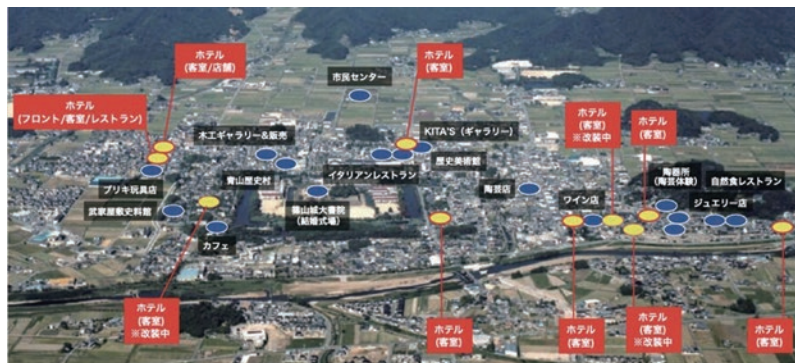 ホテル
(客室/店舗)
ホテル
(フロント/客室/レストラン)
市民センター
ホテル
(客室)
木工ギャラリー&販売
KITA'S（ギャラリー）
ホテル
(客室)
※改装中
ホテル
(客室)
青山歴史村
イタリアンレストラン
歴史美術館
陶器所
(陶芸体験)
自然食レストラン
ブリキ玩具店
陶芸店
武家屋敷史料館
篠山城大書院
(結婚式場)
ワイン店
ジュエリー店
カフェ
ホテル
(客室)
※改装中
ホテル
(客室)
ホテル
(客室)
ホテル
(客室)
※改装中
ホテル
(客室)